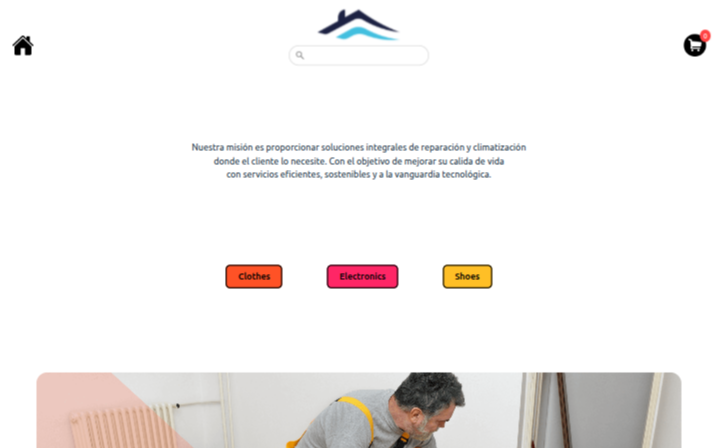 0
Nuestra misión es proporcionar soluciones integrales de reparación y climatización
donde el cliente lo necesite. Con el objetivo de mejorar su calida de vida
con servicios eficientes, sostenibles y a la vanguardia tecnológica.
Clothes
Electronics
Shoes